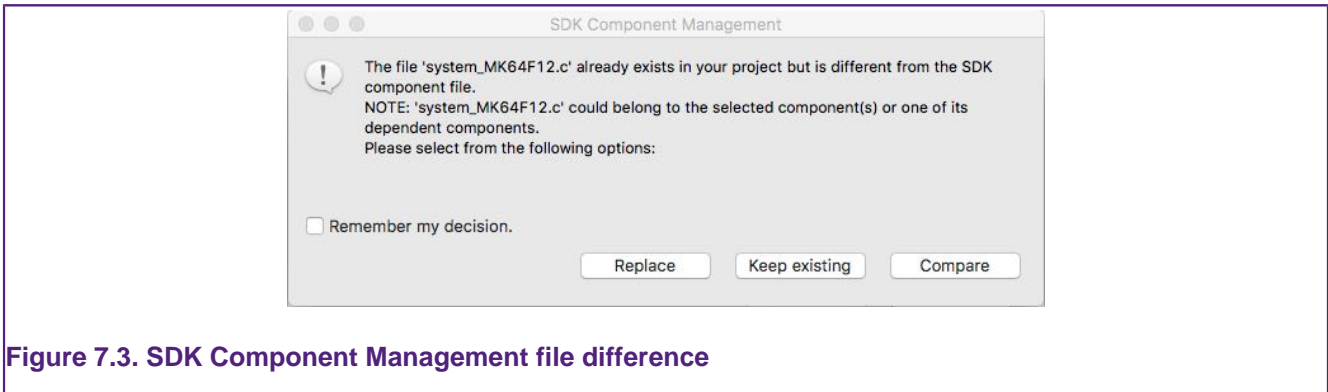 SDK Component Management
The file 'system_MK64F12.c' already exists in your project but is different from the SDK
component file.
NOTE: 'system_MK64F12.c' could belong to the selected component(s) or one of its
dependent components.
Please select from the following options:
Remember my decision.
Replace Keep existing Compare
Figure 7.3. SDK Component Management file difference